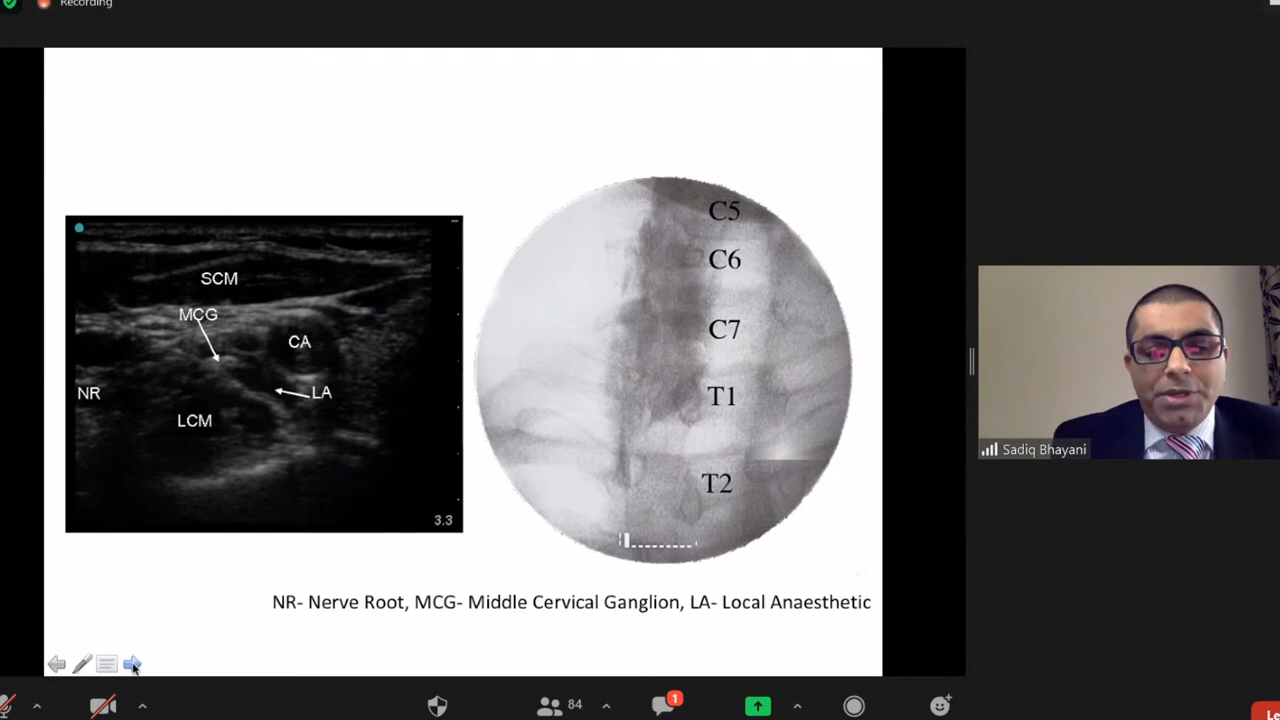 Recording
C5
C6
C7
T1
T2
SCM
MCG
CA
NR
LA
LCM
3.3
NR- Nerve Root, MCG- Middle Cervical Ganglion, LA- Local Anaesthetic
Sadiq Bhayani
84
1
Le